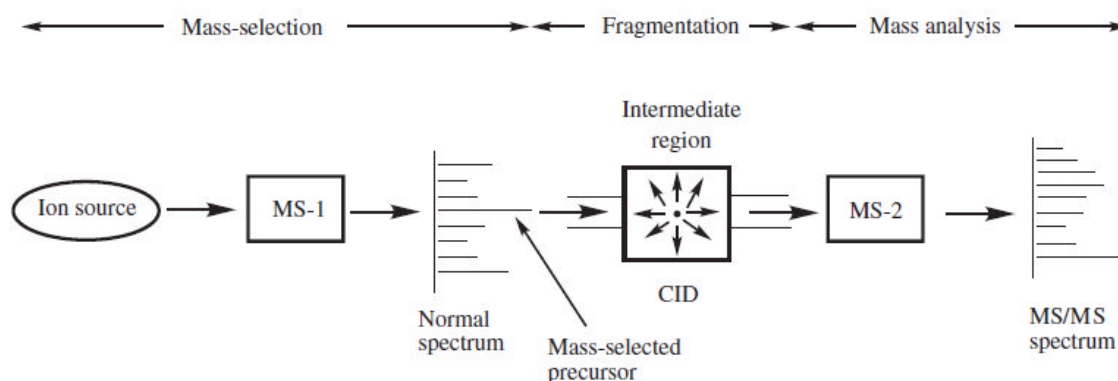 Mass-selection
Fragmentation
Mass analysis
Intermediate
region
Ion source
MS-1
MS-2
CID
Normal
spectrum
Mass-selected
precursor
MS/MS
spectrum